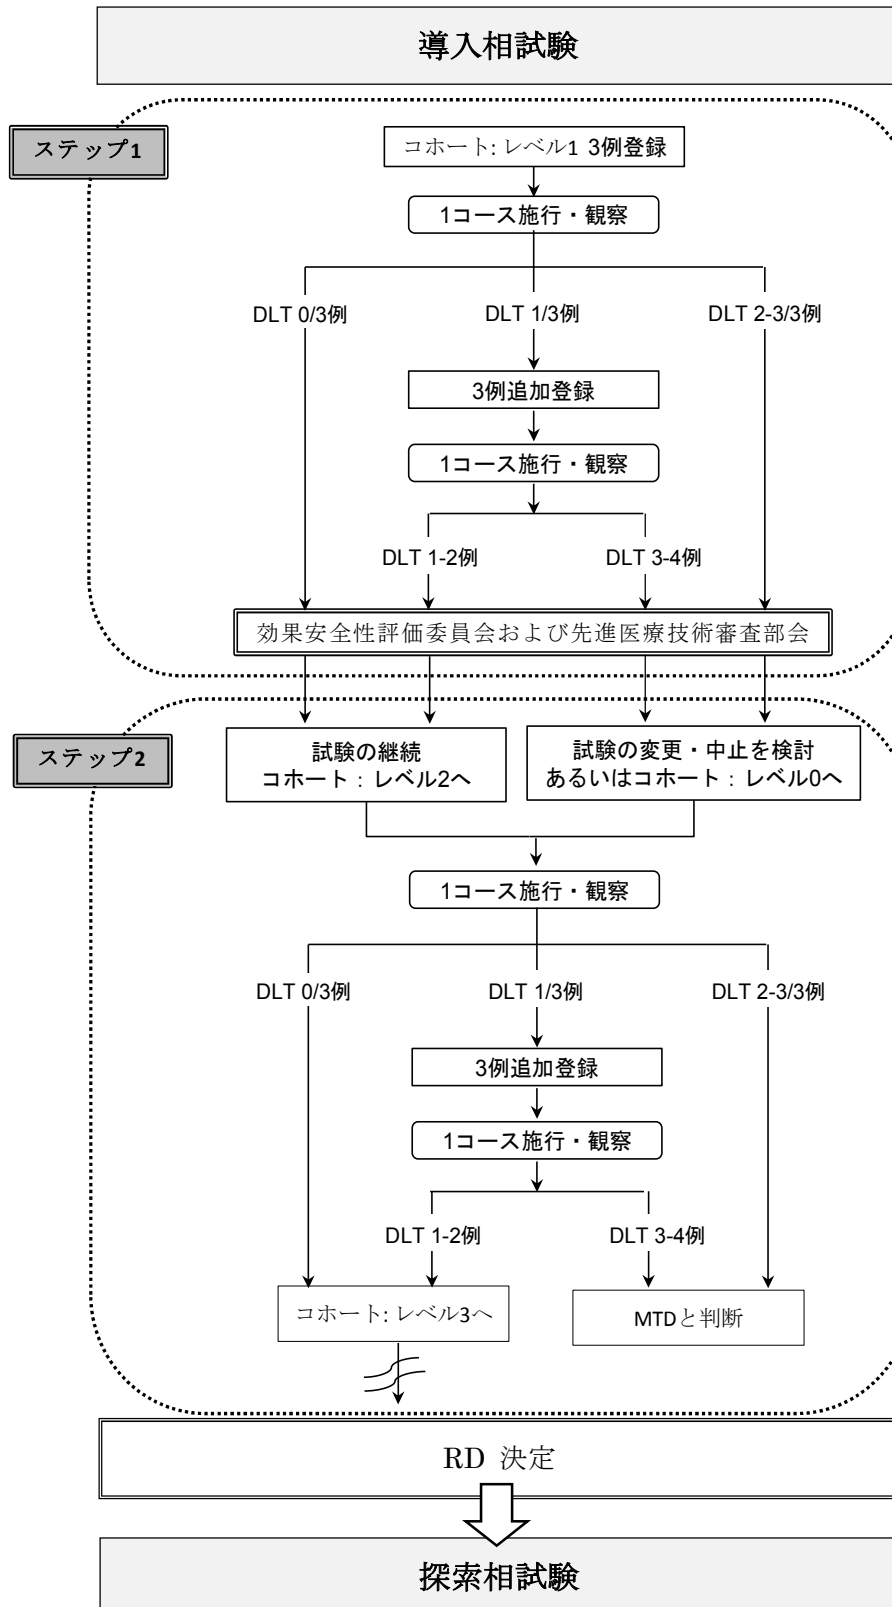 導入相試験
ステップ1
コホート: レベル1 3例登録
1コース施行・観察
DLT 0/3例
DLT 1/3例
DLT 2-3/3例
3例追加登録
1コース施行・観察
DLT 1-2例
DLT 3-4例
効果安全性評価委員会および先進医療技術審査部会
ステップ2
試験の継続
コホート：レベル2へ
試験の変更・中止を検討
あるいはコホート：レベル0へ
1コース施行・観察
DLT 0/3例
DLT 1/3例
DLT 2-3/3例
3例追加登録
1コース施行・観察
DLT 1-2例
DLT 3-4例
コホート: レベル3へ
MTDと判断
RD 決定
探索相試験